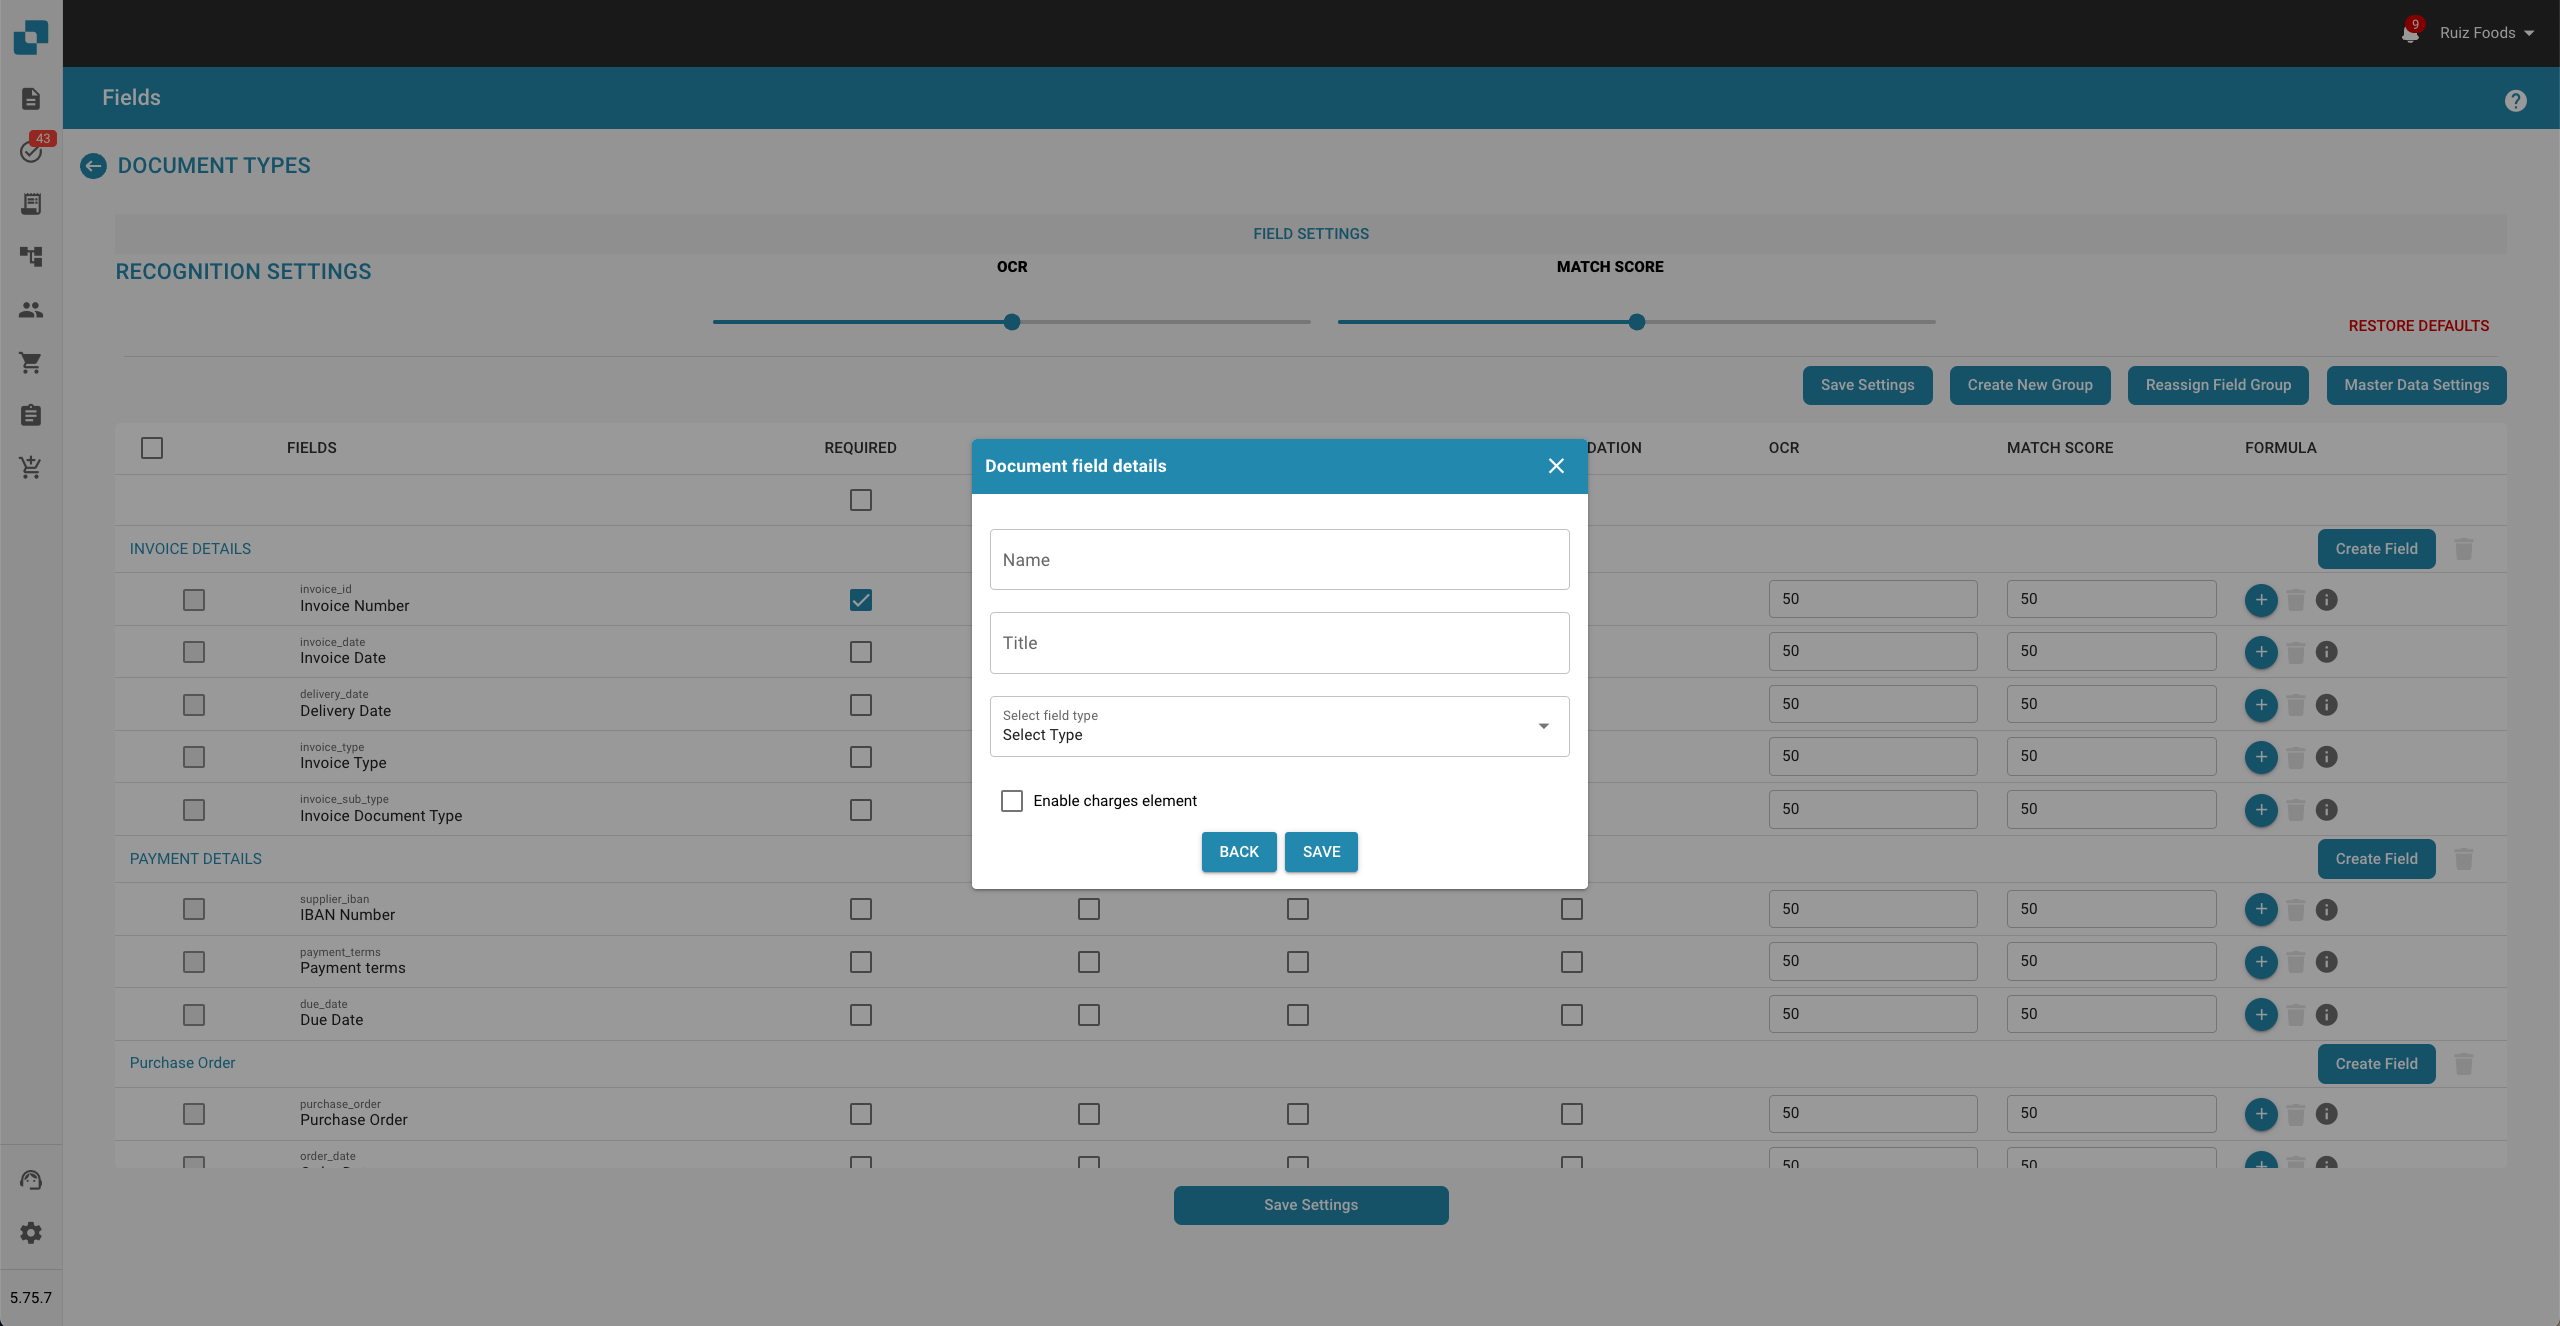 9
Ruiz Foods
Fields
43
DOCUMENT TYPES
FIELD SETTINGS
RECOGNITION SETTINGS
OCR
MATCH SCORE
RESTORE DEFAULTS
Save Settings
Create New Group
Reassign Field Group
Master Data Settings
FIELDS
REQUIRED
DATION
OCR
MATCH SCORE
FORMULA
Document field details
Name
Title
Select field type
Select Type
Enable charges element
BACK
SAVE
INVOICE DETAILS
Create Field
invoice_id
Invoice Number
50
50
invoice_date
Invoice Date
50
50
delivery_date
Delivery Date
50
50
invoice_type
Invoice Type
50
50
invoice_sub_type
Invoice Document Type
50
50
PAYMENT DETAILS
Create Field
supplier_iban
IBAN Number
50
50
payment_terms
Payment terms
50
50
due_date
Due Date
50
50
Purchase Order
Create Field
purchase_order
Purchase Order
50
50
order_date
50
50
Save Settings
5.75.7